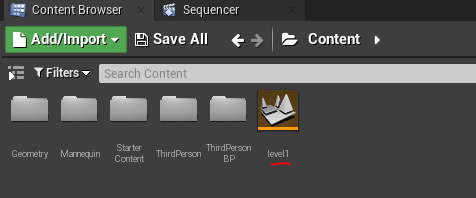 Content Browser
Sequencer
Add/Import
Save All
Content
Filters
Search Content
Geometry
Mannequin
Starter
Content
ThirdPerson
ThirdPerson
BP
level1